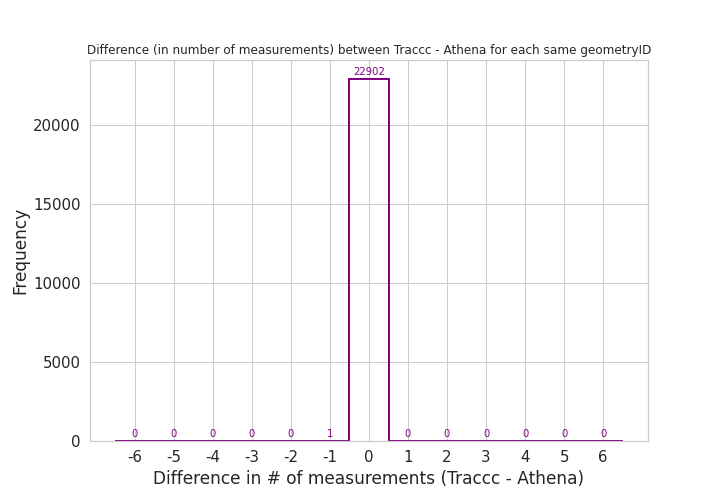 Difference (in number of measurements) between Traccc - Athena for each same geometryID
22902
20000
15000
10000
5000
0
Frequency
0 0 0 0 0 1 0 0 0 0 0 0
-6 -5 -4 -3 -2 -1 0 1 2 3 4 5 6
Difference in # of measurements (Traccc - Athena)